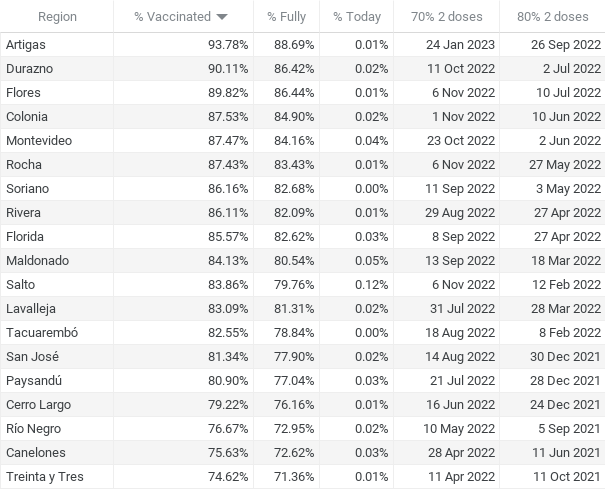 Region % Vaccinated % Fully % Today 70% 2 doses 80% 2 doses
Artigas 93.78% 88.69% 0.01% 24 Jan 2023 26 Sep 2022
Durazno 90.11% 86.42% 0.02% 11 Oct 2022 2 Jul 2022
Flores 89.82% 86.44% 0.01% 6 Nov 2022 10 Jul 2022
Colonia 87.53% 84.90% 0.02% 1 Nov 2022 10 Jun 2022
Montevideo 87.47% 84.16% 0.04% 23 Oct 2022 2 Jun 2022
Rocha 87.43% 83.43% 0.01% 6 Nov 2022 27 May 2022
Soriano 86.16% 82.68% 0.00% 11 Sep 2022 3 May 2022
Rivera 86.11% 82.09% 0.01% 29 Aug 2022 27 Apr 2022
Florida 85.57% 82.62% 0.03% 8 Sep 2022 27 Apr 2022
Maldonado 84.13% 80.54% 0.05% 13 Sep 2022 18 Mar 2022
Salto 83.86% 79.76% 0.12% 6 Nov 2022 12 Feb 2022
Lavalleja 83.09% 81.31% 0.02% 31 Jul 2022 28 Mar 2022
Tacuarembó 82.55% 78.84% 0.00% 18 Aug 2022 8 Feb 2022
San José 81.34% 77.90% 0.02% 14 Aug 2022 30 Dec 2021
Paysandú 80.90% 77.04% 0.03% 21 Jul 2022 28 Dec 2021
Cerro Largo 79.22% 76.16% 0.01% 16 Jun 2022 24 Dec 2021
Río Negro 76.67% 72.95% 0.02% 10 May 2022 5 Sep 2021
Canelones 75.63% 72.62% 0.03% 28 Apr 2022 11 Jun 2021
Treinta y Tres 74.62% 71.36% 0.01% 11 Apr 2022 11 Oct 2021